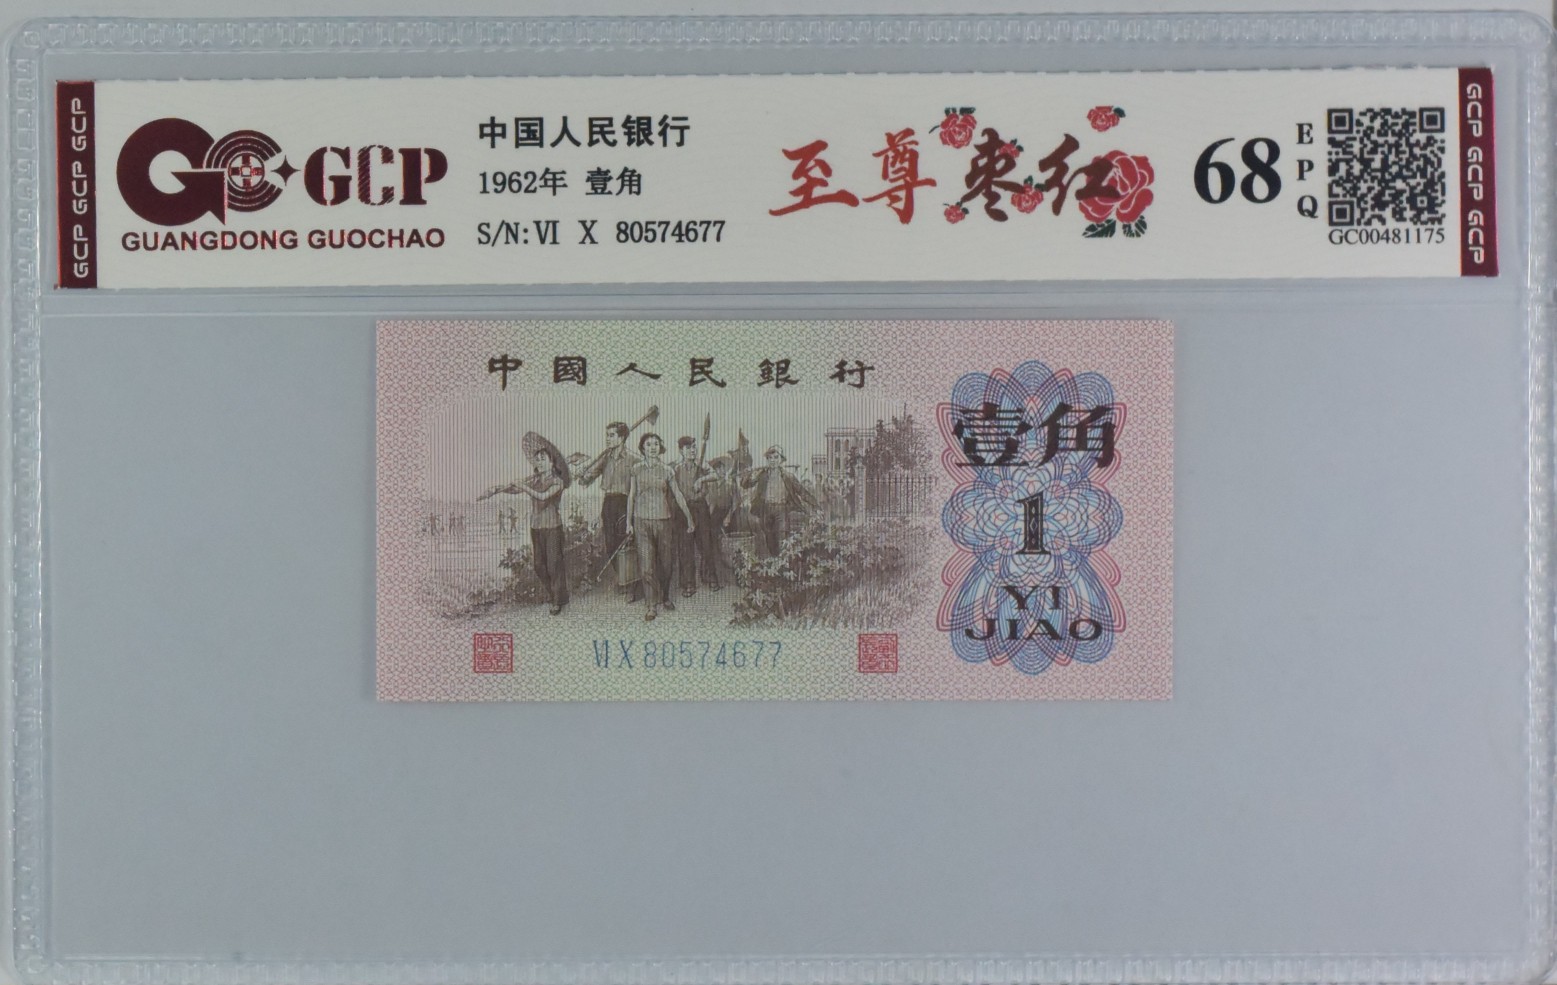 GCP GCP GCP
GCP
GUANGDONG GUOCHAO
中国人民银行
1962年 壹角
S/N:Ⅵ X 80574677
至尊枣红
68
EPQ
GC00481175
GCP GCP GCP
中國人民銀行
壹角
1
YI
JIAO
ⅥX80574677